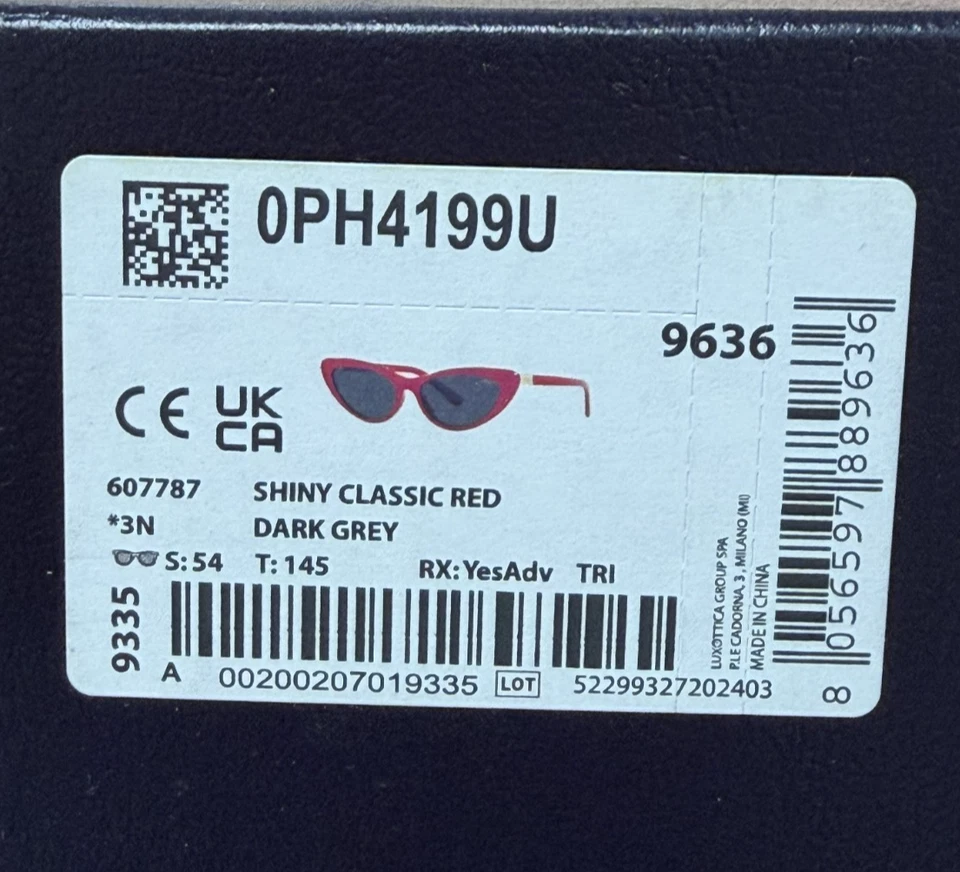 0PH4199U
9636
CE UK
CA
607787 SHINY CLASSIC RED
*3N DARK GREY
S: 54 T: 145 RX: YesAdv TRI
9335
A 00200207019335 LOT 52299327202403
LUXOTTICA GROUP SPA
P.LE CADORNA, 3 , MILANO (MI)
MADE IN CHINA
8 056597 889636